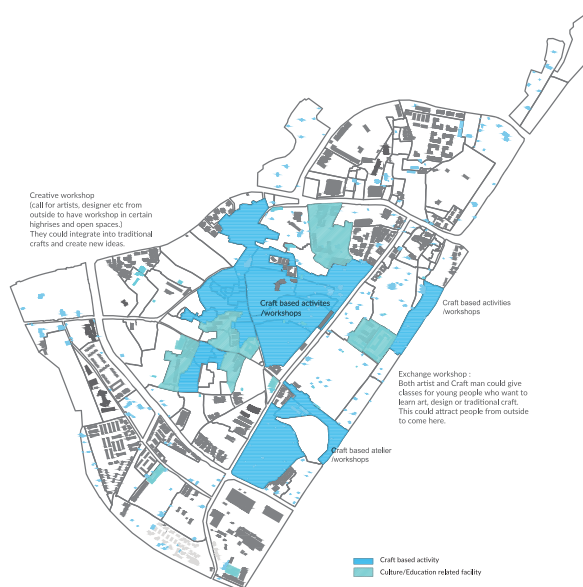 Creative workshop
(call for artists, designer etc from
outside to have workshop in certain
highrises and open spaces.)
They could integrate into traditional
crafts and create new ideas.
Craft based activites
/workshops
Craft based activities
/workshops
Exchange workshop :
Both artist and Craft man could give
classes for young people who want to
learn art, design or traditional craft.
This could attract people from outside
to come here.
Craft based atelier
/workshops
Craft based activity
Culture/Education related facility